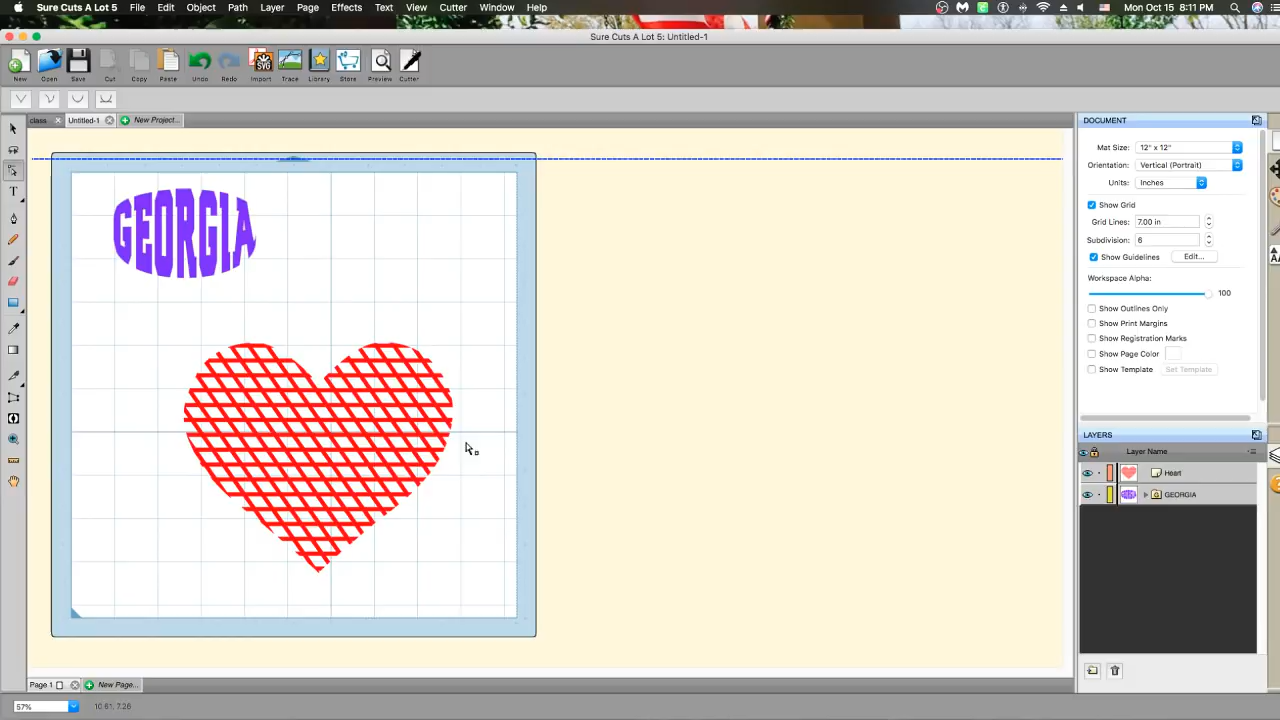 Sure Cuts A Lot 5 File Edit Object Path Layer Page Effects Text View Cutter Window Help Mon Oct 15 8:11 PM
Sure Cuts A Lot 5: Untitled-1
New Open Save Cut Copy Paste Undo Redo Import Trace Library Store Preview Cutter
SVG
class Untitled-1 New Project...
DOCUMENT
Mat Size: 12" x 12"
Orientation: Vertical (Portrait)
Units: Inches
Show Grid
Grid Lines: 7.00 in
Subdivision: 6
Show Guidelines Edit...
Workspace Alpha:
100
Show Outlines Only
Show Print Margins
Show Registration Marks
Show Page Color
Show Template Set Template
GEORGIA
LAYERS
Layer Name
Heart
GEORGIA
Page 1 New Page...
57% 10.61, 7.26